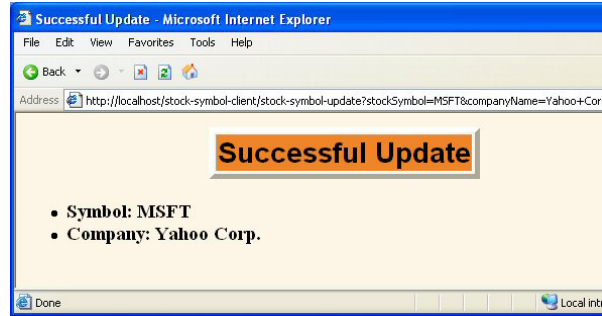 Successful Update - Microsoft Internet Explorer
File Edit View Favorites Tools Help
Back
Address http://localhost/stock-symbol-client/stock-symbol-update?stockSymbol=MSFT&companyName=Yahoo+Cor
Successful Update
• Symbol: MSFT
• Company: Yahoo Corp.
Done Local int